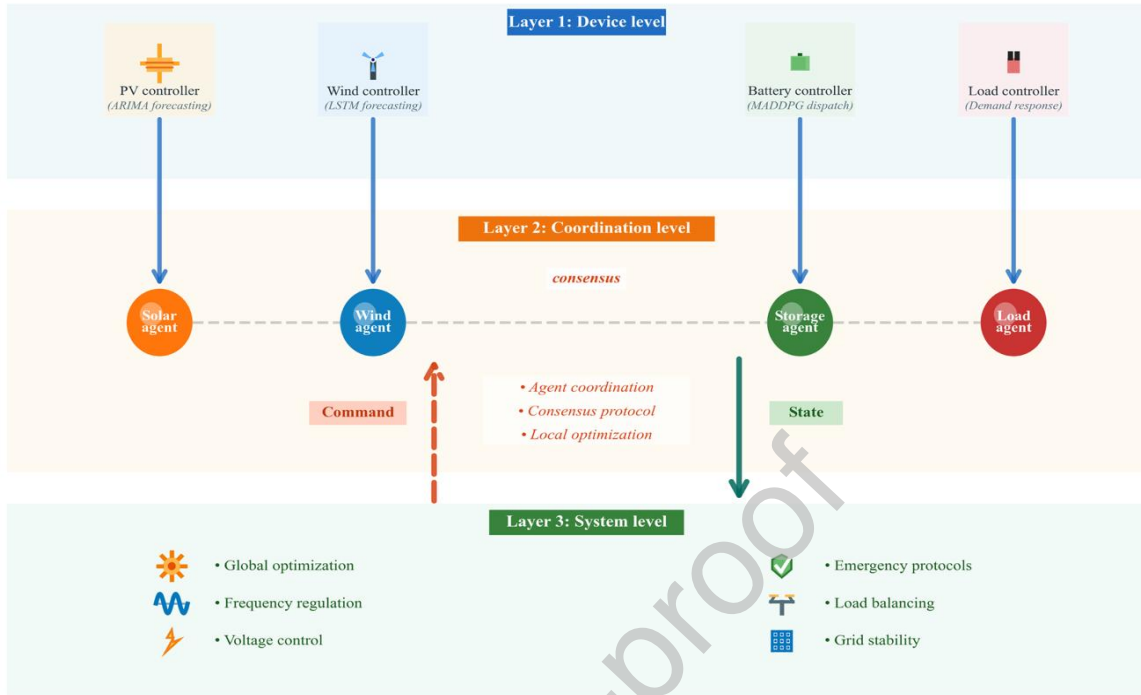 Layer 1: Device level
PV controller
(ARIMA forecasting)
Wind controller
(LSTM forecasting)
Battery controller
(MADDPG dispatch)
Load controller
(Demand response)
Layer 2: Coordination level
consensus
Solar
agent
Wind
agent
Storage
agent
Load
agent
• Agent coordination
• Consensus protocol
• Local optimization
Command
State
Layer 3: System level
• Global optimization
• Frequency regulation
• Voltage control
• Emergency protocols
• Load balancing
• Grid stability
proof